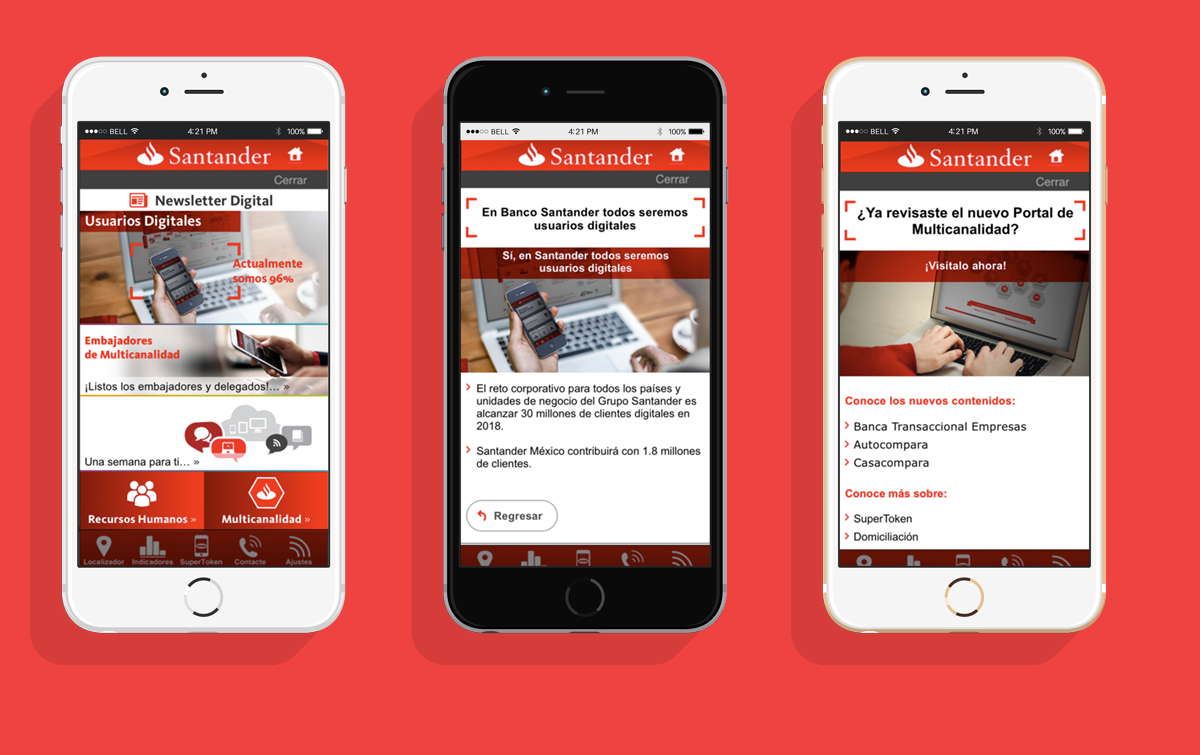 BELL 4:21 PM 100%
Santander
Cerrar
Newsletter Digital
Usuarios Digitales
Actualmente
somos 96%
Embajadores
de Multicanalidad
¡Listos los embajadores y delegados!... »
Una semana para ti... »
Recursos Humanos »
Multicanalidad »
Localizador Indicadores SuperToken Contacte Ajustes
BELL 4:21 PM 100%
Santander
Cerrar
En Banco Santander todos seremos
usuarios digitales
Sí, en Santander todos seremos
usuarios digitales
El reto corporativo para todos los países y
unidades de negocio del Grupo Santander es
alcanzar 30 millones de clientes digitales en
2018.
Santander México contribuirá con 1.8 millones
de clientes.
Regresar
BELL 4:21 PM 100%
Santander
Cerrar
¿Ya revisaste el nuevo Portal de
Multicanalidad?
¡Visítalo ahora!
Conoce los nuevos contenidos:
Banca Transaccional Empresas
Autocompara
Casacompara
Conoce más sobre:
SuperToken
Domiciliación